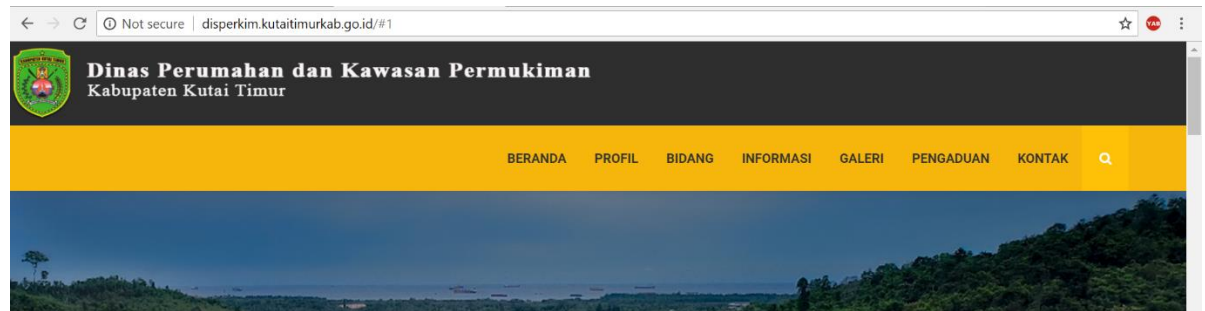 Not secure disperkim.kutaitimurkab.go.id/#1
YAB
Dinas Perumahan dan Kawasan Permukiman
Kabupaten Kutai Timur
BERANDA PROFIL BIDANG INFORMASI GALERI PENGADUAN KONTAK